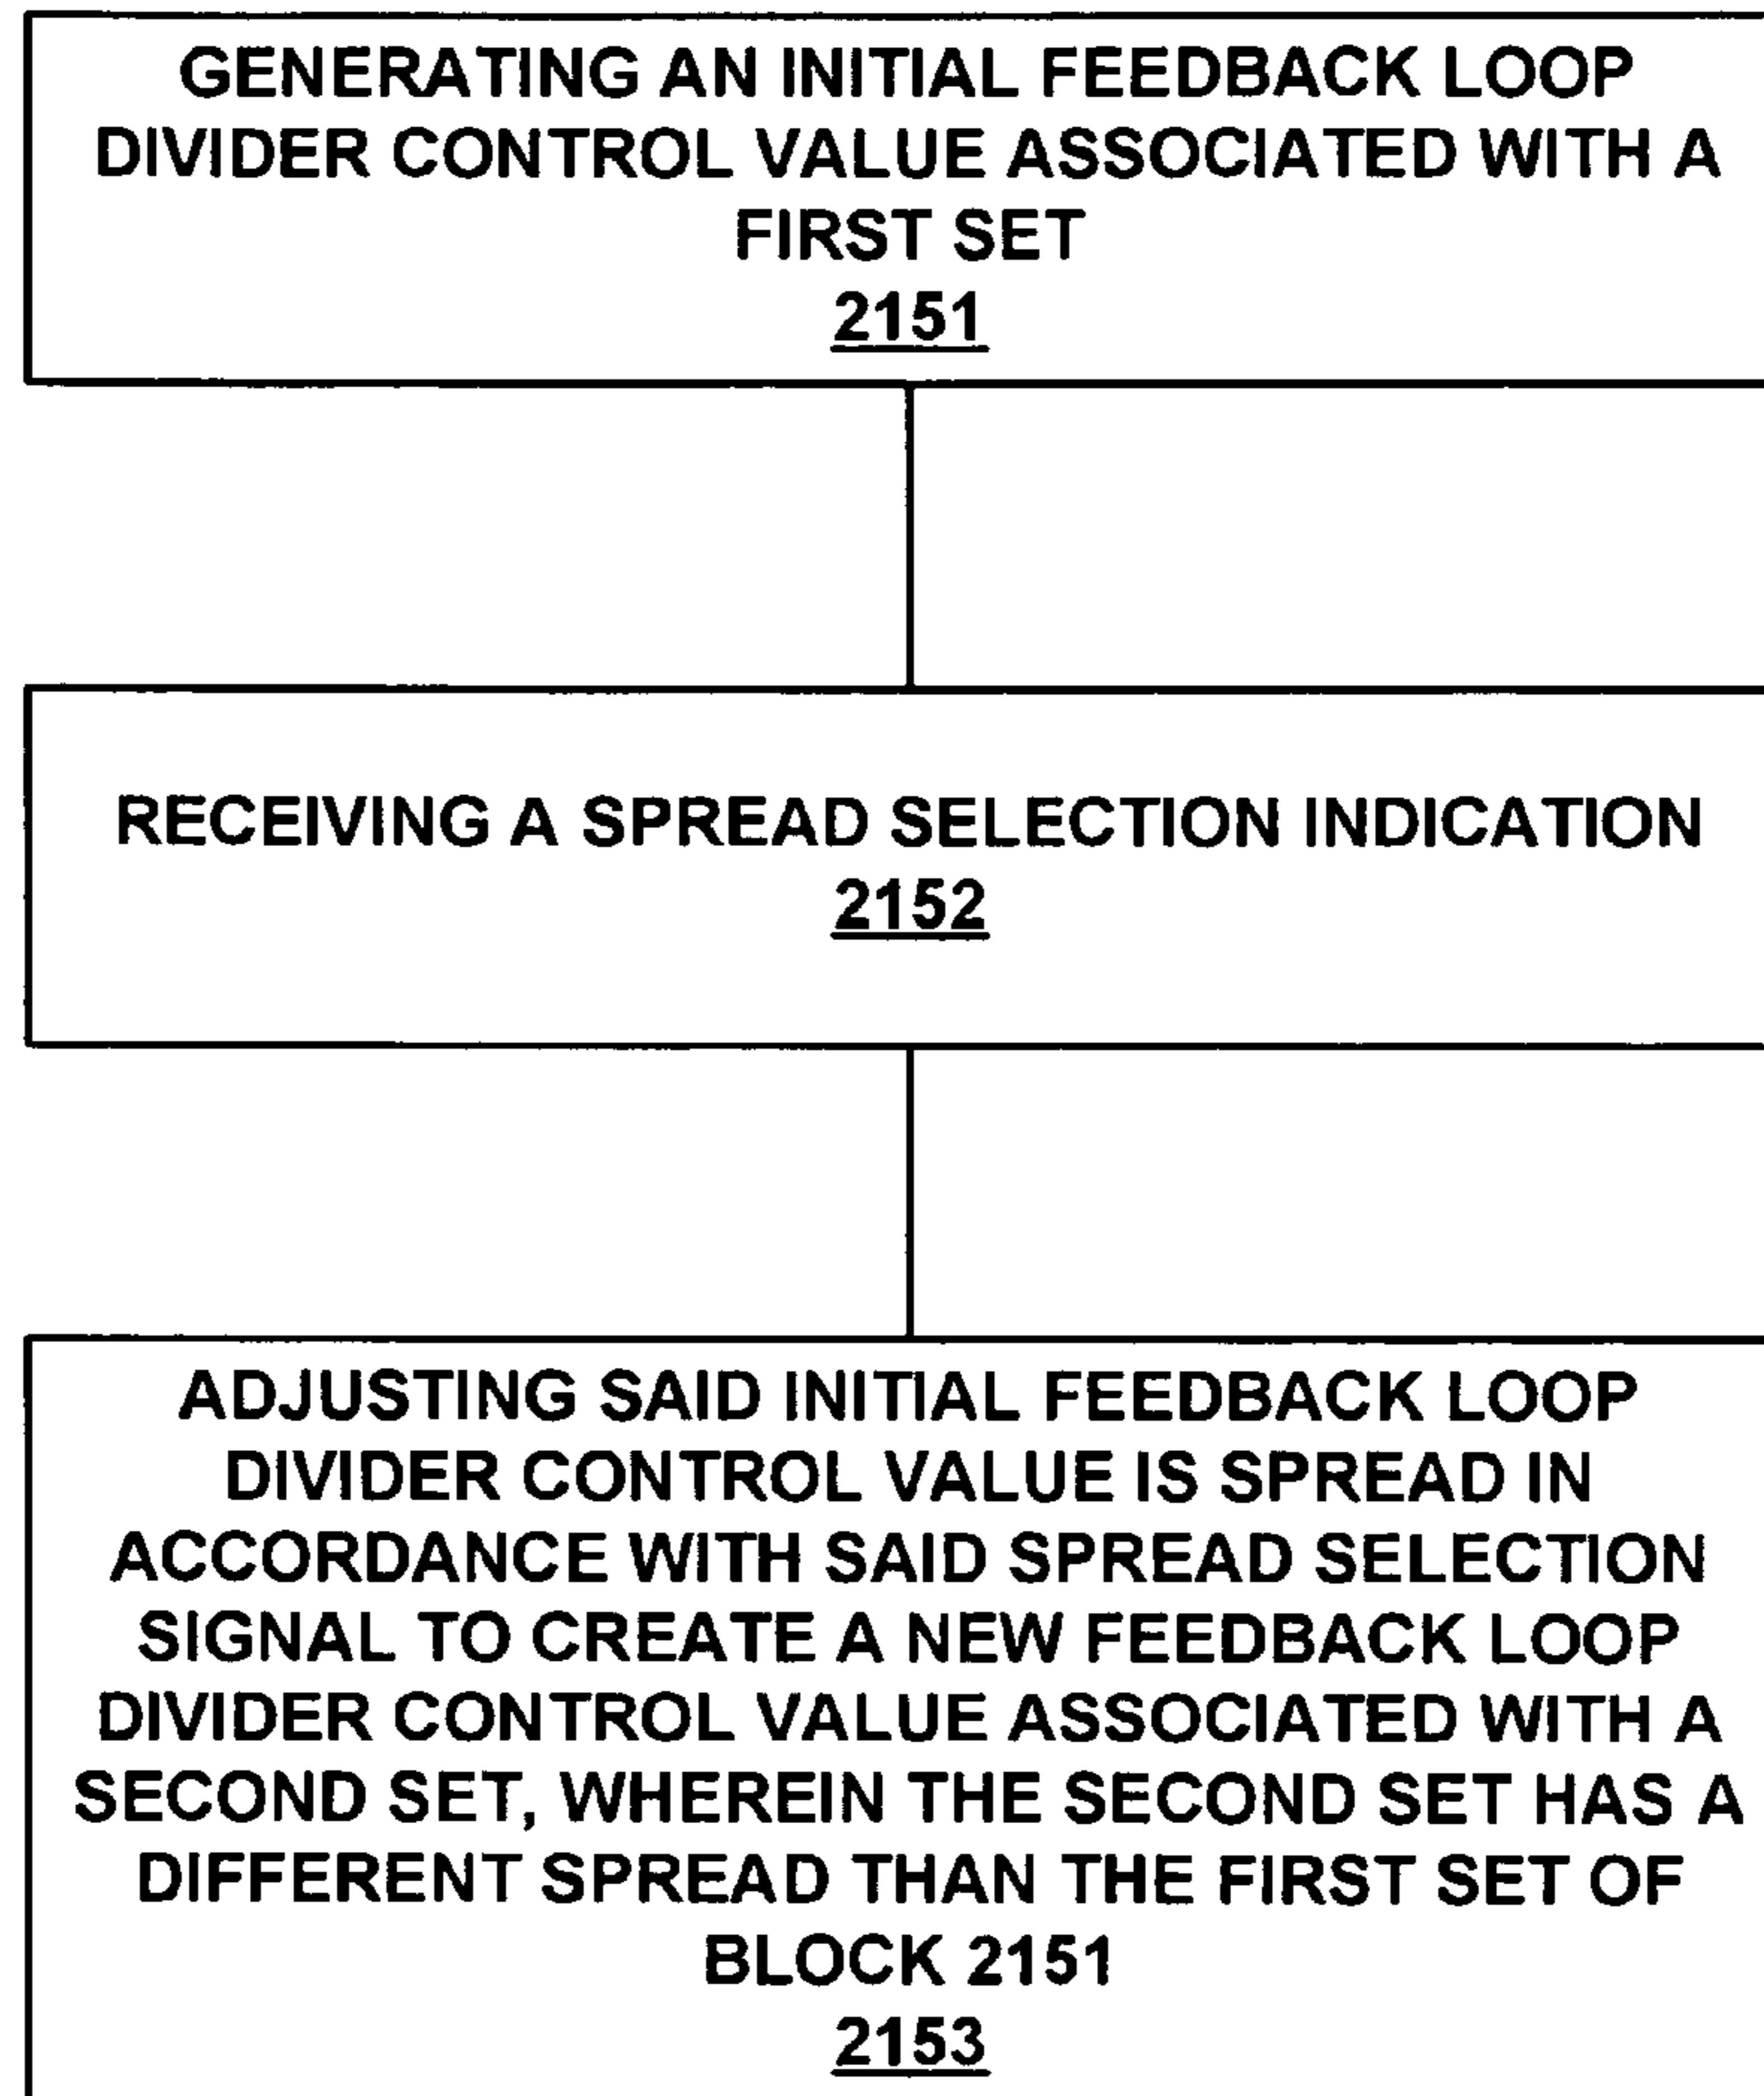 GENERATING AN INITIAL FEEDBACK LOOP
DIVIDER CONTROL VALUE ASSOCIATED WITH A
FIRST SET
2151
RECEIVING A SPREAD SELECTION INDICATION
2152
ADJUSTING SAID INITIAL FEEDBACK LOOP
DIVIDER CONTROL VALUE IS SPREAD IN
ACCORDANCE WITH SAID SPREAD SELECTION
SIGNAL TO CREATE A NEW FEEDBACK LOOP
DIVIDER CONTROL VALUE ASSOCIATED WITH A
SECOND SET, WHEREIN THE SECOND SET HAS A
DIFFERENT SPREAD THAN THE FIRST SET OF
BLOCK 2151
2153